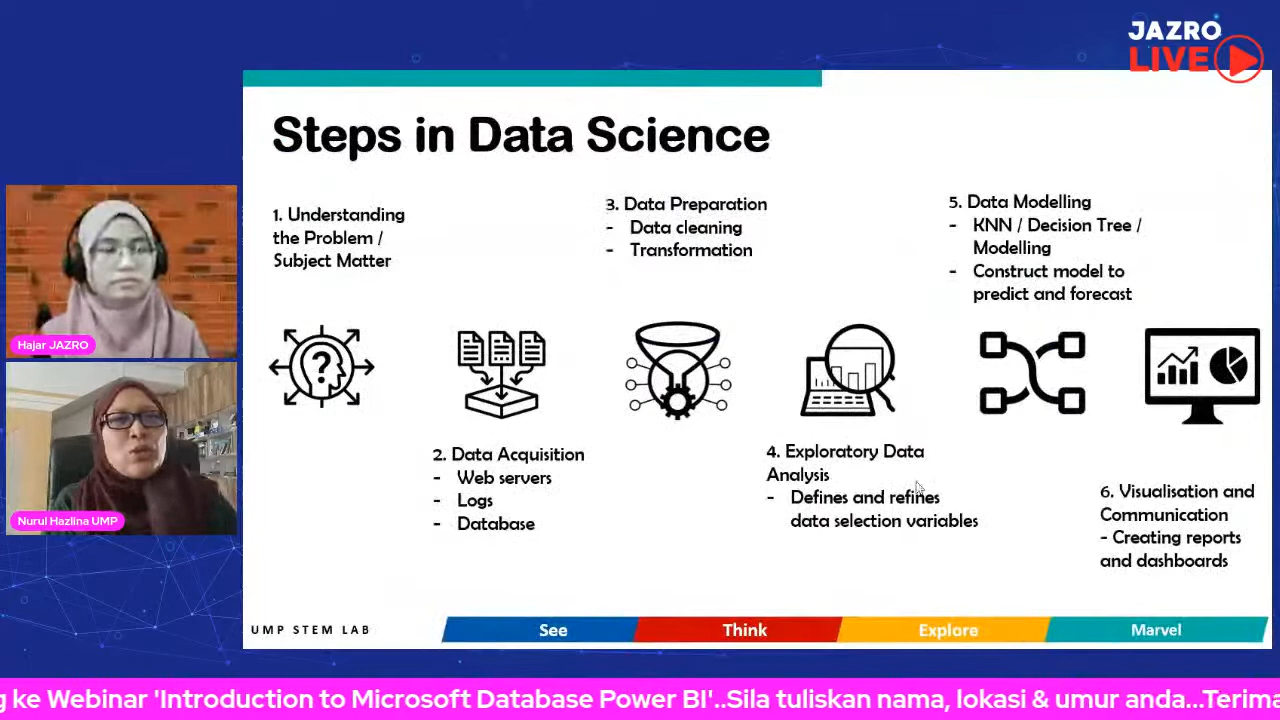 JAZRO
LIVE
Steps in Data Science
1. Understanding
the Problem /
Subject Matter
2. Data Acquisition
- Web servers
- Logs
- Database
3. Data Preparation
- Data cleaning
- Transformation
4. Exploratory Data
Analysis
- Defines and refines
data selection variables
5. Data Modelling
- KNN / Decision Tree /
Modelling
- Construct model to
predict and forecast
6. Visualisation and
Communication
- Creating reports
and dashboards
Hajar JAZRO
Nurul Hazlina UMP
UMP STEM LAB
See
Think
Explore
Marvel
g ke Webinar 'Introduction to Microsoft Database Power BI'..Sila tuliskan nama, lokasi & umur anda...Terima